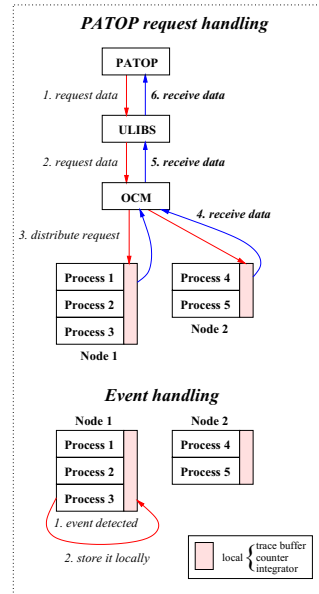 PATOP request handling
PATOP
1. request data
6. receive data
ULIBS
2. request data
5. receive data
OCM
4. receive data
3. distribute request
Process 1
Process 2
Process 3
Node 1
Process 4
Process 5
Node 2
Event handling
Node 1
Node 2
Process 1
Process 2
Process 3
Process 4
Process 5
1. event detected
2. store it locally
local { trace buffer
counter
integrator